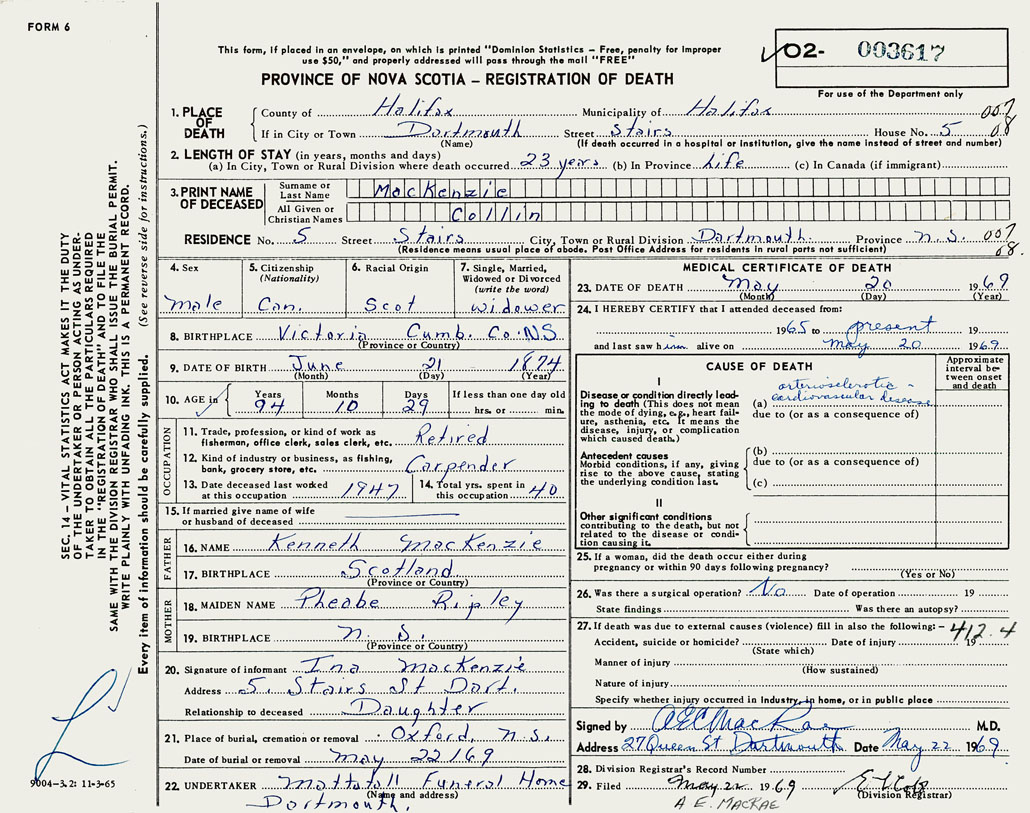 FORM 6
This form, if placed in an envelope, on which is printed "Dominion Statistics – Free, penalty for improper
use $50," and properly addressed will pass through the mail "FREE"
PROVINCE OF NOVA SCOTIA – REGISTRATION OF DEATH
O2- 003617
For use of the Department only
1. PLACE OF DEATH County of Halifax Municipality of Halifax 007
If in City or Town Dartmouth Street Stairs House No. 5 08
(Name) (If death occurred in a hospital or institution, give the name instead of street and number)
2. LENGTH OF STAY (in years, months and days)
(a) In City, Town or Rural Division where death occurred 23 years (b) In Province Life (c) In Canada (if immigrant)
3. PRINT NAME OF DECEASED Surname or Last Name MacKenzie
All Given or Christian Names Collin
RESIDENCE No. 5 Street Stairs City, Town or Rural Division Dartmouth Province N.S. 007
(Residence means usual place of abode. Post Office Address for residents in rural parts not sufficient) 08.
4. Sex Male
5. Citizenship (Nationality) Can.
6. Racial Origin Scot
7. Single, Married, Widowed or Divorced (write the word) Widower
8. BIRTHPLACE Victoria Cumb. Co. NS
(Province or Country)
9. DATE OF BIRTH June 21 1874
(Month) (Day) (Year)
10. AGE in Years 94 Months 10 Days 29 If less than one day old hrs. or min.
OCCUPATION
11. Trade, profession, or kind of work as fisherman, office clerk, sales clerk, etc. Retired
12. Kind of industry or business, as fishing, bank, grocery store, etc. Carpender
13. Date deceased last worked at this occupation 1947
14. Total yrs. spent in this occupation 40
15. If married give name of wife or husband of deceased
FATHER
16. NAME Kenneth MacKenzie
17. BIRTHPLACE Scotland
(Province or Country)
MOTHER
18. MAIDEN NAME Pheabe Ripley
19. BIRTHPLACE N. S.
(Province or Country)
20. Signature of informant Ina MacKenzie
Address 5. Stairs St Dart.
Relationship to deceased Daughter
21. Place of burial, cremation or removal Oxford, N.S.
Date of burial or removal May 22/69
22. UNDERTAKER Mattatall Funeral Home
(Name and address)
Dartmouth.
MEDICAL CERTIFICATE OF DEATH
23. DATE OF DEATH May 20 1969
(Month) (Day) (Year)
24. I HEREBY CERTIFY that I attended deceased from:
1965 to present 19
and last saw him alive on May 20 1969
CAUSE OF DEATH
Approximate interval between onset and death
I
Disease or condition directly leading to death (This does not mean the mode of dying, e.g., heart failure, asthenia, etc. It means the disease, injury, or complication which caused death.)
(a) arteriosclerotic - cardiovascular disease
due to (or as a consequence of)
Antecedent causes
Morbid conditions, if any, giving rise to the above cause, stating the underlying condition last.
(b)
due to (or as a consequence of)
(c)
II
Other significant conditions contributing to the death, but not related to the disease or condition causing it.
25. If a woman, did the death occur either during
pregnancy or within 90 days following pregnancy?
(Yes or No)
26. Was there a surgical operation? No Date of operation 19
State findings Was there an autopsy?
27. If death was due to external causes (violence) fill in also the following: – 412.4
Accident, suicide or homicide? Date of injury 19
(State which)
Manner of injury
(How sustained)
Nature of injury
Specify whether injury occurred in industry, in home, or in public place
Signed by AEC MacRae M.D.
Address 27 Queen St Dartmouth Date May 22 1969.
28. Division Registrar's Record Number
29. Filed May 22 1969
(Division Registrar)
A E. MACRAE
SEC. 14 – VITAL STATISTICS ACT MAKES IT THE DUTY
OF THE UNDERTAKER OR PERSON ACTING AS UNDER-
TAKER TO OBTAIN ALL THE PARTICULARS REQUIRED
IN THE "REGISTRATION OF DEATH" AND TO FILE THE
SAME WITH THE DIVISION REGISTRAR WHO SHALL ISSUE THE BURIAL PERMIT.
WRITE PLAINLY WITH UNFADING INK. THIS IS A PERMANENT RECORD.
Every item of information should be carefully supplied. (See reverse side for instructions.)
9004-3.2: 11-3-65